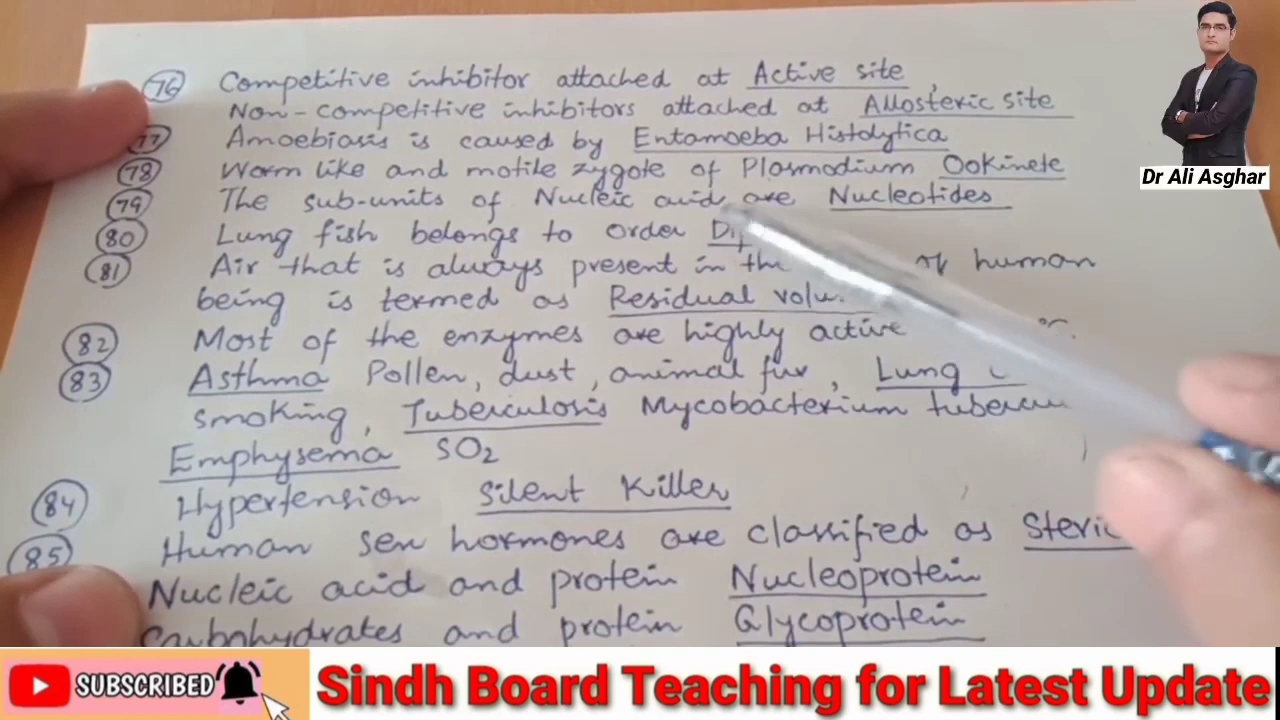 76 Competitive inhibitor attached at Active site,
Non-competitive inhibitors attached at Allosteric site
77 Amoebiasis is caused by Entamoeba Histolytica
78 Worm like and motile zygote of Plasmodium Ookinete
79 The sub-units of Nucleic acid are Nucleotides
80 Lung fish belongs to order
81 Air that is always present in the of human
being is termed as Residual
82 Most of the enzymes are highly active
83 Asthma Pollen, dust, animal fur, Lung
smoking, Tuberculosis Mycobacterium
Emphysema SO2
84 Hypertension Silent Killer
85 Human sex hormones are classified as
Nucleic acid and protein Nucleoprotein
Carbohydrates and protein Glycoprotein
Dr Ali Asghar
SUBSCRIBED
Sindh Board Teaching for Latest Update